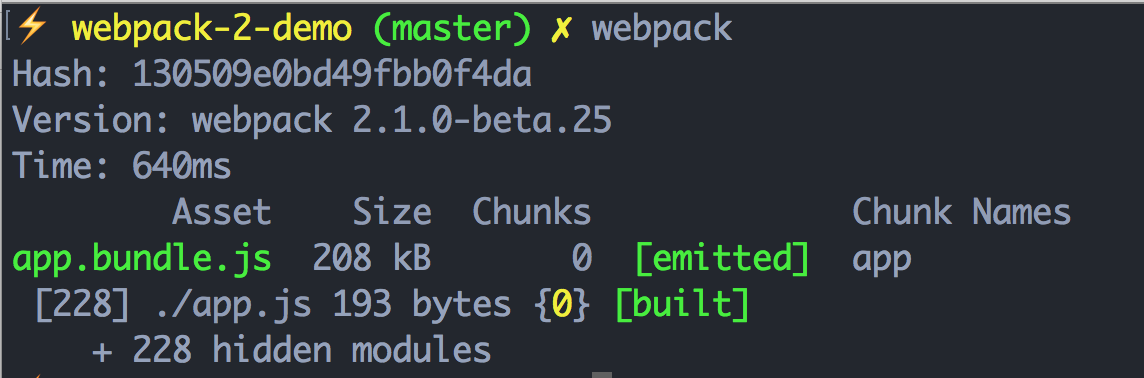 ⚡ webpack-2-demo (master) ✗ webpack
Hash: 130509e0bd49fbb0f4da
Version: webpack 2.1.0-beta.25
Time: 640ms
Asset Size Chunks Chunk Names
app.bundle.js 208 kB 0 [emitted] app
[228] ./app.js 193 bytes {0} [built]
+ 228 hidden modules